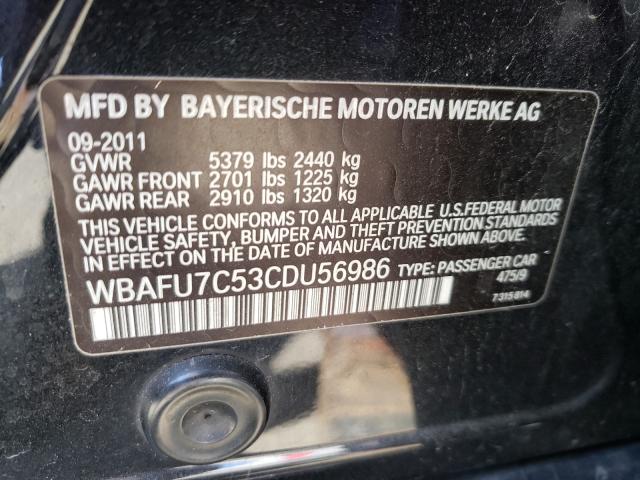 MFD BY BAYERISCHE MOTOREN WERKE AG
09-2011
GVWR 5379 lbs 2440 kg
GAWR FRONT 2701 lbs 1225 kg
GAWR REAR 2910 lbs 1320 kg
THIS VEHICLE CONFORMS TO ALL APPLICABLE U.S.FEDERAL MOTOR
VEHICLE SAFETY, BUMPER AND THEFT PREVENTION STANDARDS
IN EFFECT ON DATE OF MANUFACTURE SHOWN ABOVE.
WBAFU7C53CDU56986 TYPE: PASSENGER CAR
475/9
7315814